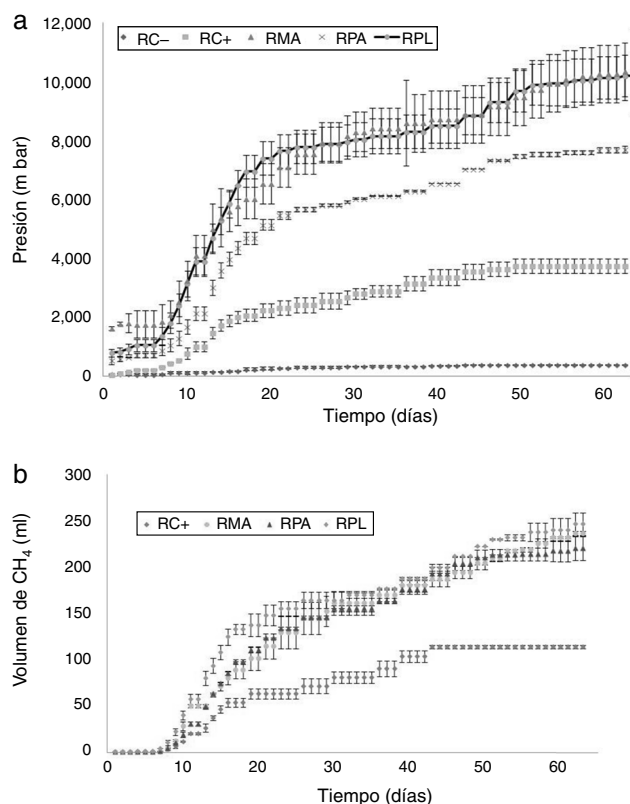 a
RC– RC+ RMA RPA RPL
12,000
10,000
8,000
6,000
4,000
2,000
0
Presión (m bar)
0 10 20 30 40 50 60
Tiempo (días)
b
300
250
200
150
100
50
0
Volumen de CH4 (ml)
RC+ RMA RPA RPL
0 10 20 30 40 50 60
Tiempo (días)